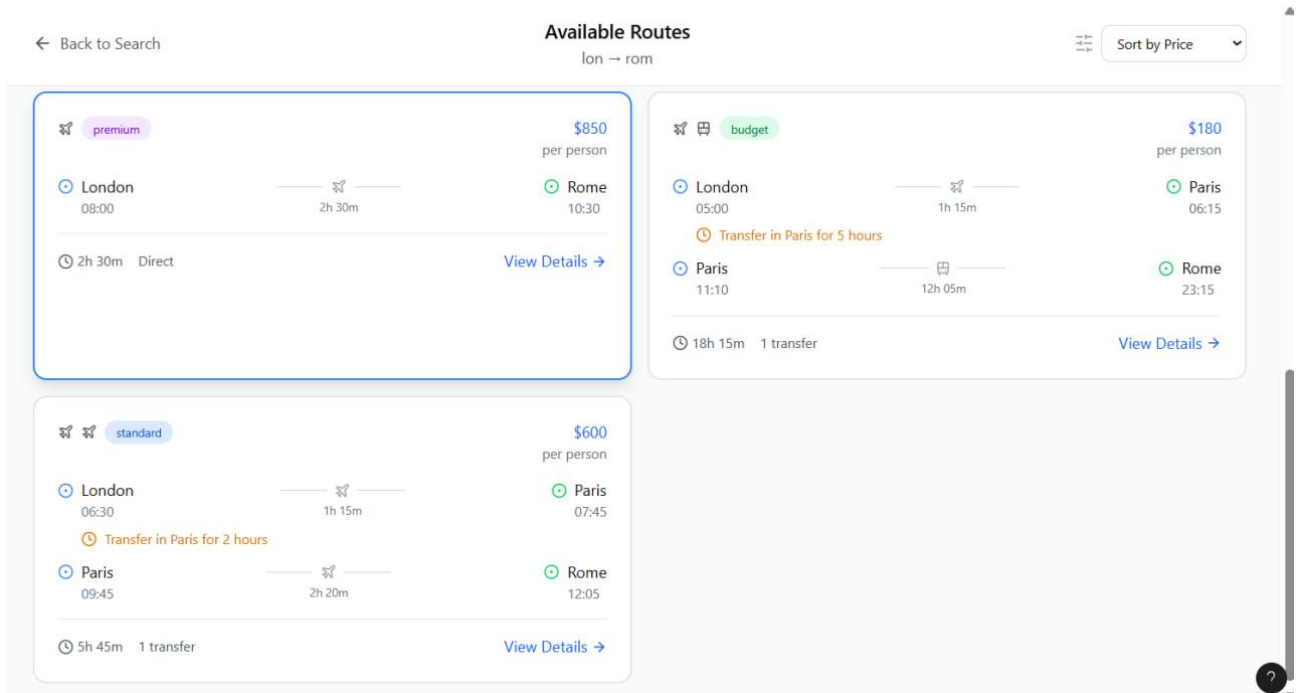 ← Back to Search
Available Routes
lon → rom
Sort by Price
premium
$850
per person
London
Rome
08:00
2h 30m
10:30
2h 30m Direct
View Details →
budget
$180
per person
London
Paris
05:00
1h 15m
06:15
Transfer in Paris for 5 hours
Paris
Rome
11:10
12h 05m
23:15
18h 15m 1 transfer
View Details →
standard
$600
per person
London
Paris
06:30
1h 15m
07:45
Transfer in Paris for 2 hours
Paris
Rome
09:45
2h 20m
12:05
5h 45m 1 transfer
View Details →
?